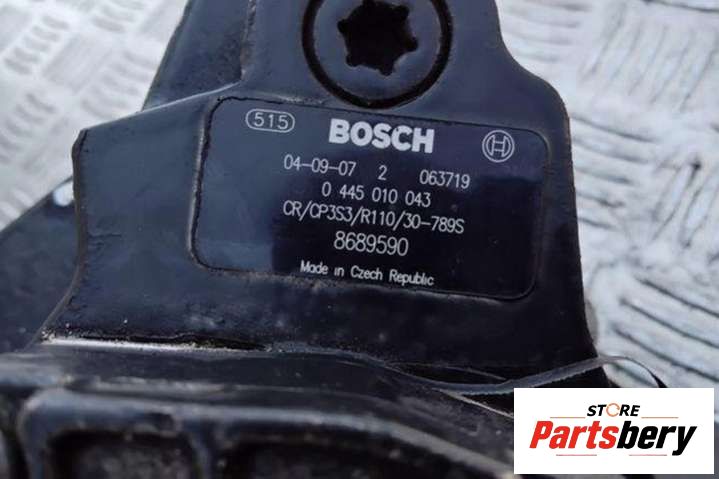 515 BOSCH
04-09-07 2 063719
0 445 010 043
CR/CP3S3/R110/30-789S
8689590
Made in Czech Republic
STORE
Partsbery